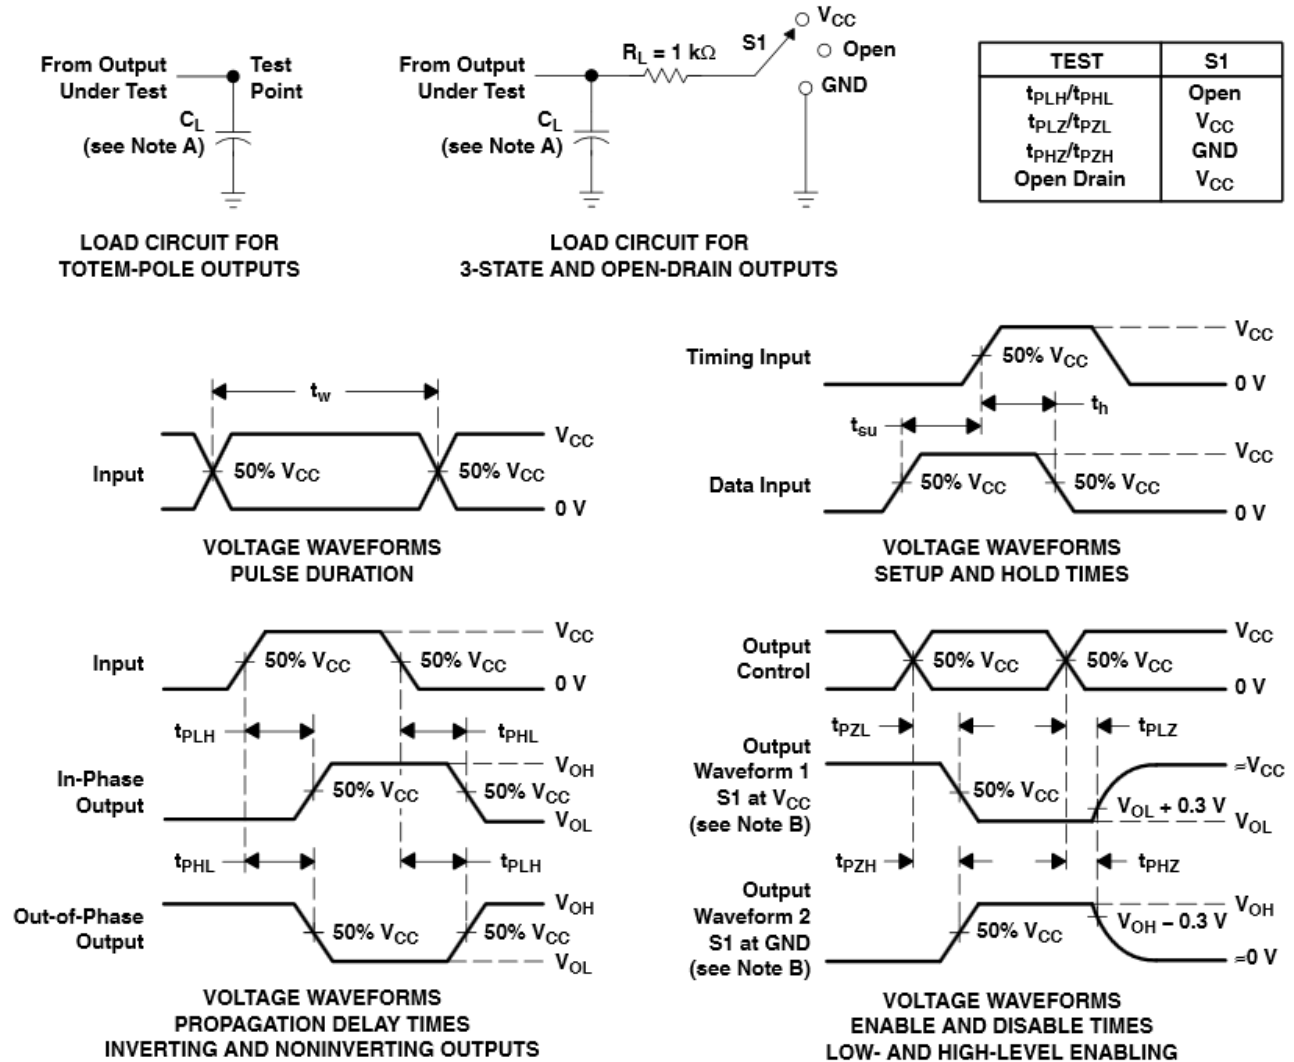 From Output
Under Test
Test
Point
CL
(see Note A)
LOAD CIRCUIT FOR
TOTEM-POLE OUTPUTS
From Output
Under Test
RL = 1 kΩ
S1
VCC
Open
GND
CL
(see Note A)
LOAD CIRCUIT FOR
3-STATE AND OPEN-DRAIN OUTPUTS
TEST S1
tPLH/tPHL Open
tPLZ/tPZL VCC
tPHZ/tPZH GND
Open Drain VCC
tw
Input
50% VCC
50% VCC
VCC
0 V
VOLTAGE WAVEFORMS
PULSE DURATION
Timing Input
50% VCC
VCC
0 V
tsu
th
Data Input
50% VCC
50% VCC
VCC
0 V
VOLTAGE WAVEFORMS
SETUP AND HOLD TIMES
Input
50% VCC
50% VCC
VCC
0 V
tPLH
tPHL
In-Phase
Output
50% VCC
50% VCC
VOH
VOL
tPHL
tPLH
Out-of-Phase
Output
50% VCC
50% VCC
VOH
VOL
VOLTAGE WAVEFORMS
PROPAGATION DELAY TIMES
INVERTING AND NONINVERTING OUTPUTS
Output
Control
50% VCC
50% VCC
VCC
0 V
tPZL
tPLZ
Output
Waveform 1
S1 at VCC
(see Note B)
50% VCC
VOL + 0.3 V
≈VCC
VOL
tPZH
tPHZ
Output
Waveform 2
S1 at GND
(see Note B)
50% VCC
VOH − 0.3 V
VOH
≈0 V
VOLTAGE WAVEFORMS
ENABLE AND DISABLE TIMES
LOW- AND HIGH-LEVEL ENABLING